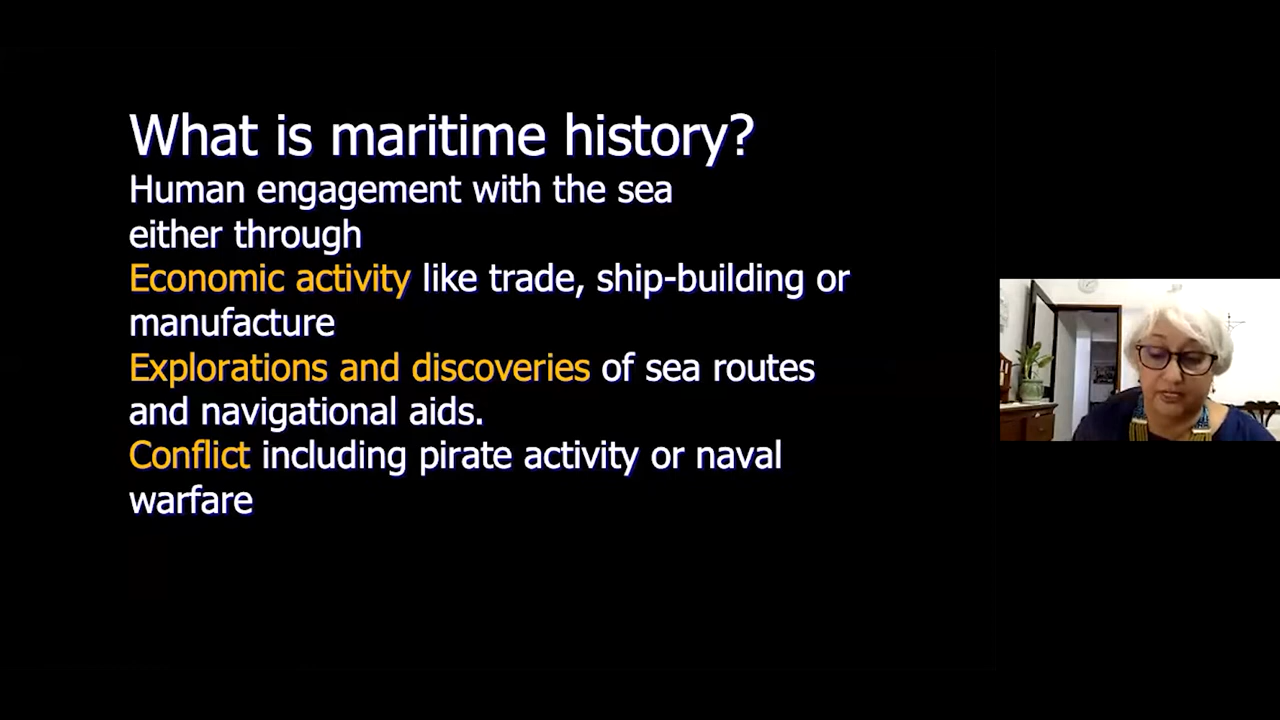 What is maritime history?
Human engagement with the sea
either through
Economic activity like trade, ship-building or
manufacture
Explorations and discoveries of sea routes
and navigational aids.
Conflict including pirate activity or naval
warfare